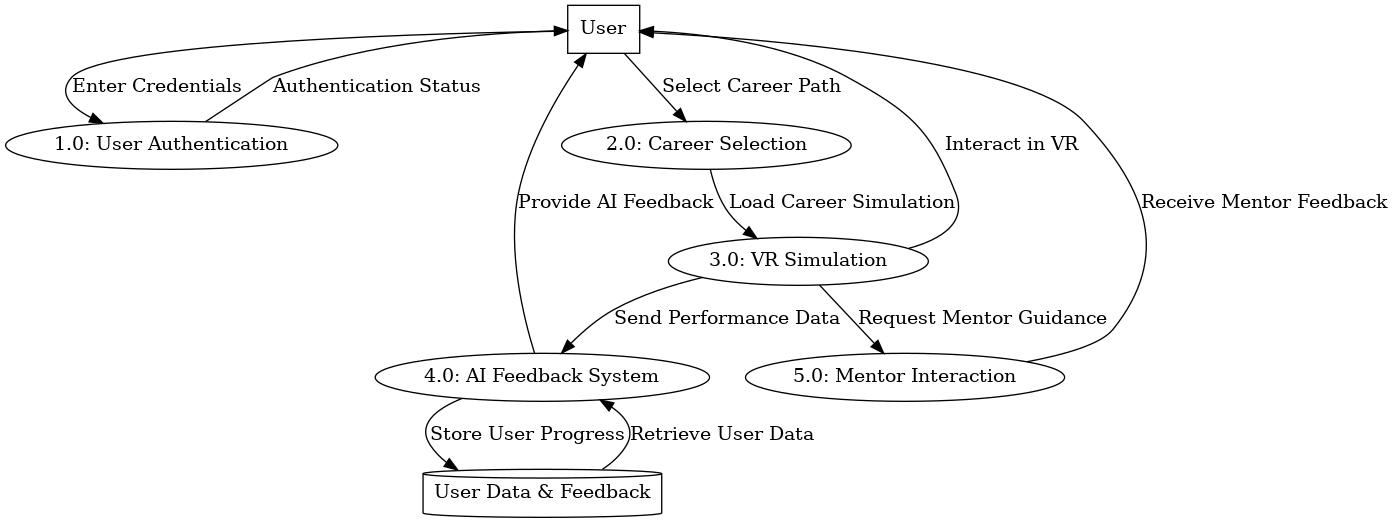 User
Enter Credentials
Authentication Status
Select Career Path
1.0: User Authentication
2.0: Career Selection
Interact in VR
Provide AI Feedback
Load Career Simulation
Receive Mentor Feedback
3.0: VR Simulation
Send Performance Data
Request Mentor Guidance
4.0: AI Feedback System
5.0: Mentor Interaction
Store User Progress
Retrieve User Data
User Data & Feedback